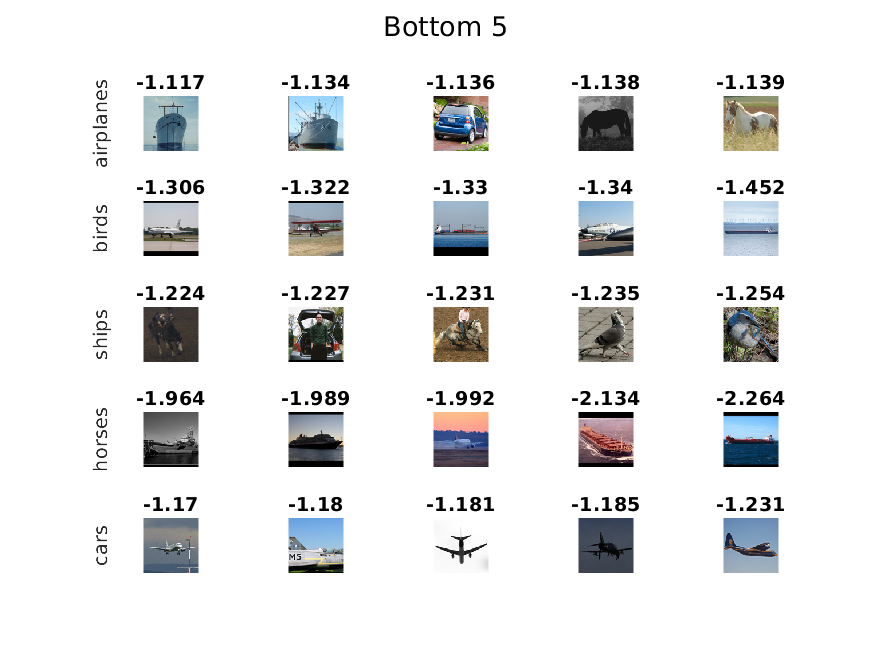 Bottom 5
airplanes
-1.117 -1.134 -1.136 -1.138 -1.139
birds
-1.306 -1.322 -1.33 -1.34 -1.452
ships
-1.224 -1.227 -1.231 -1.235 -1.254
horses
-1.964 -1.989 -1.992 -2.134 -2.264
cars
-1.17 -1.18 -1.181 -1.185 -1.231
MS